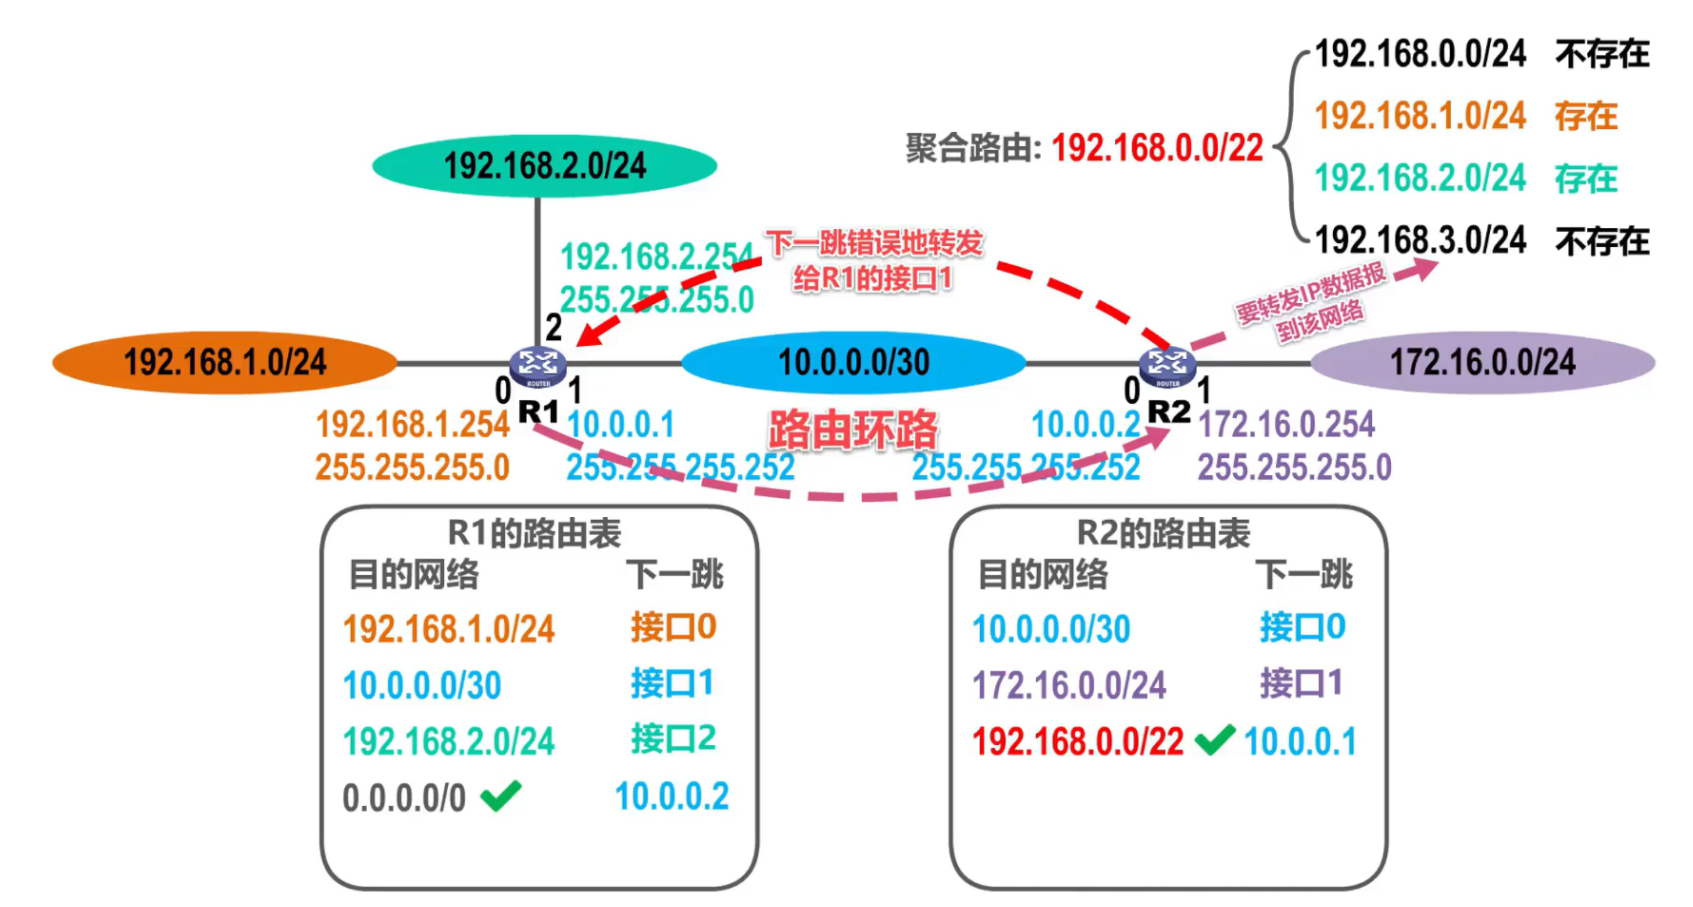 192.168.0.0/24 不存在
192.168.1.0/24 存在
聚合路由: 192.168.0.0/22
192.168.2.0/24 存在
192.168.3.0/24 不存在
192.168.2.0/24
192.168.2.254
255.255.255.0
下一跳错误地转发
给R1的接口1
要转发IP数据报
到该网络
2
192.168.1.0/24
ROUTER
10.0.0.0/30
ROUTER
172.16.0.0/24
0
R1
1
0
R2
1
192.168.1.254
255.255.255.0
10.0.0.1
255.255.255.252
路由环路
10.0.0.2
255.255.255.252
172.16.0.254
255.255.255.0
R1的路由表
目的网络 下一跳
192.168.1.0/24 接口0
10.0.0.0/30 接口1
192.168.2.0/24 接口2
0.0.0.0/0 10.0.0.2
R2的路由表
目的网络 下一跳
10.0.0.0/30 接口0
172.16.0.0/24 接口1
192.168.0.0/22 10.0.0.1